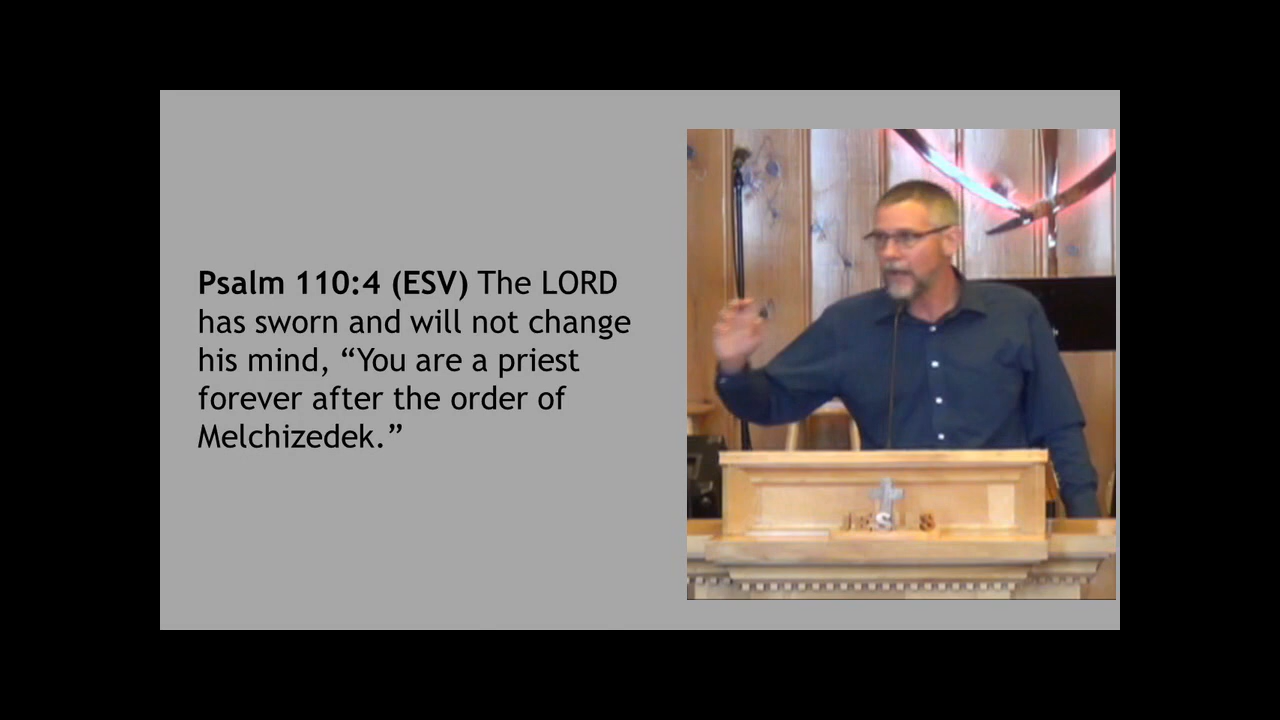 Psalm 110:4 (ESV) The LORD
has sworn and will not change
his mind, “You are a priest
forever after the order of
Melchizedek.”